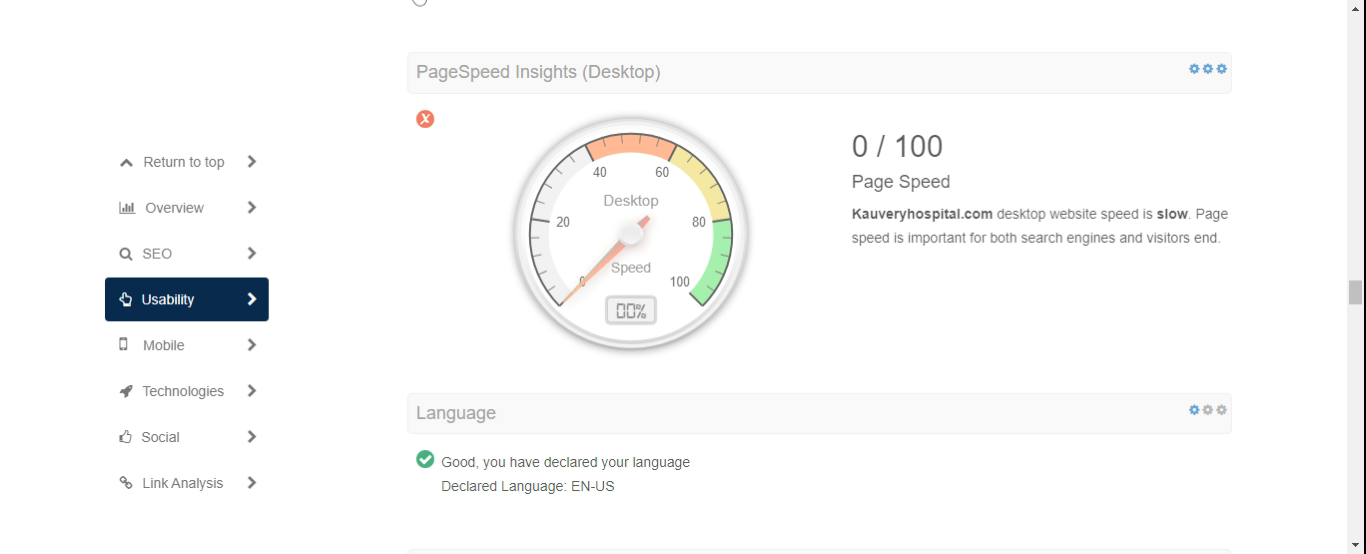 PageSpeed Insights (Desktop)
Return to top
Overview
SEO
Usability
Mobile
Technologies
Social
Link Analysis
40
60
Desktop
20
80
Speed
0
100
00%
0 / 100
Page Speed
Kauveryhospital.com desktop website speed is slow. Page
speed is important for both search engines and visitors end.
Language
Good, you have declared your language
Declared Language: EN-US